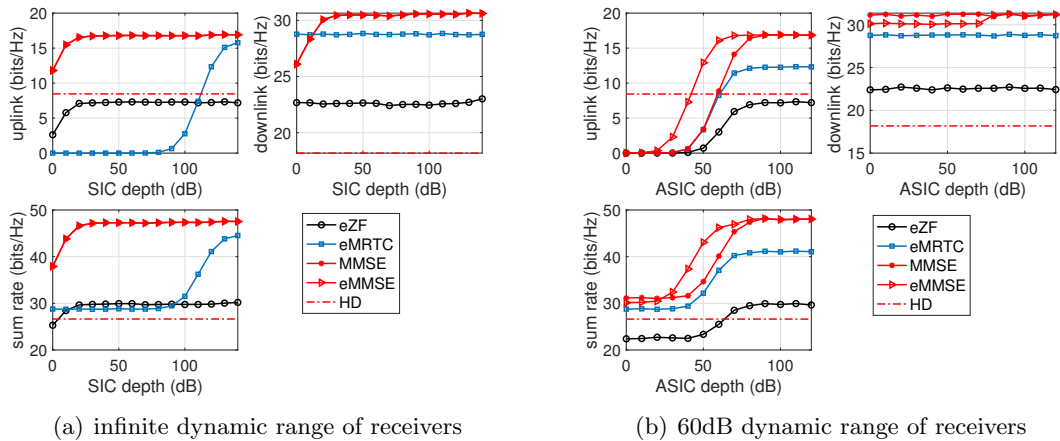 uplink (bits/Hz)
20
15
10
5
0
0 50 100
SIC depth (dB)
downlink (bits/Hz)
30
25
20
0 50 100
SIC depth (dB)
sum rate (bits/Hz)
50
40
30
20
0 50 100
SIC depth (dB)
eZF
eMRTC
MMSE
eMMSE
HD
(a) infinite dynamic range of receivers
uplink (bits/Hz)
20
15
10
5
0
0 50 100
ASIC depth (dB)
downlink (bits/Hz)
30
25
20
15
0 50 100
ASIC depth (dB)
sum rate (bits/Hz)
50
40
30
20
0 50 100
ASIC depth (dB)
eZF
eMRTC
MMSE
eMMSE
HD
(b) 60dB dynamic range of receivers